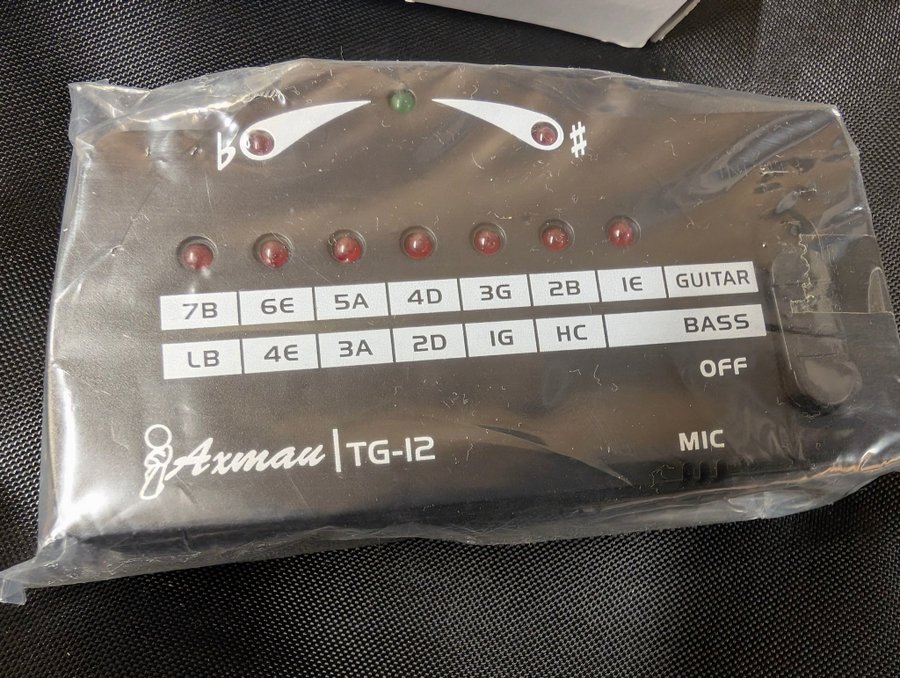 ♭ #
7B 6E 5A 4D 3G 2B 1E GUITAR
LB 4E 3A 2D 1G HC BASS
OFF
Axman | TG-12
MIC